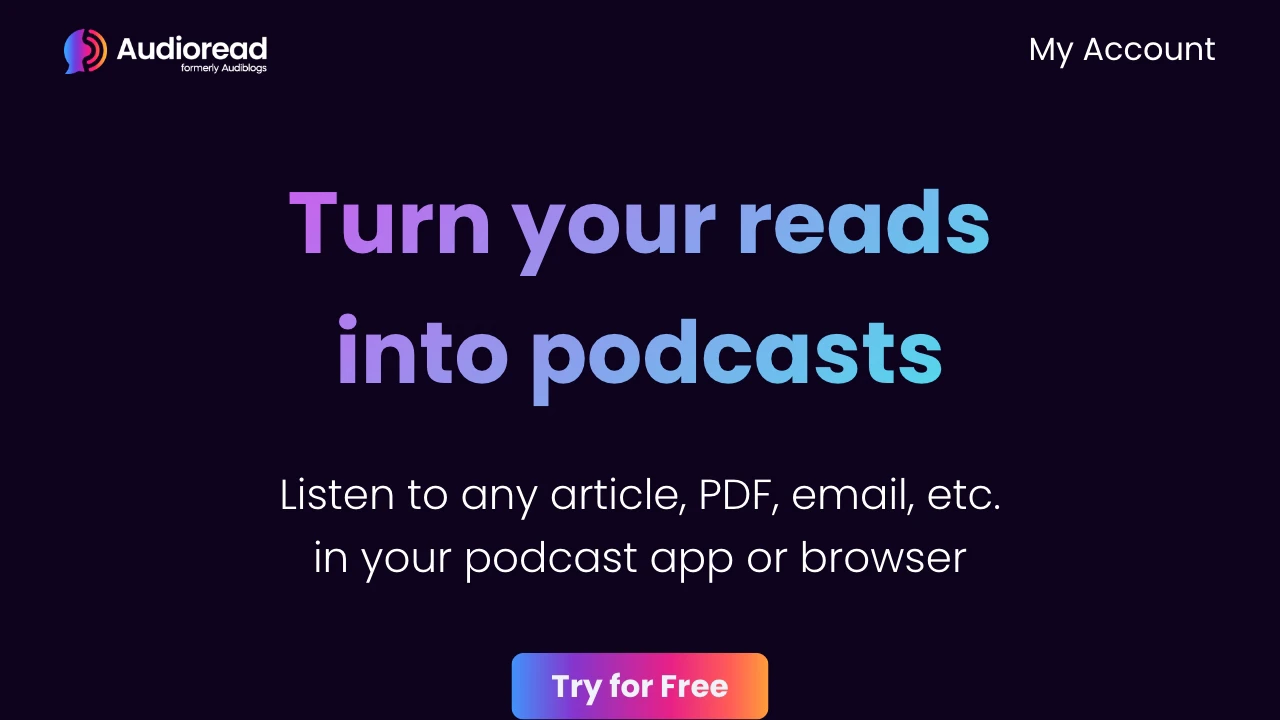 Audioread
formerly Audiblogs
My Account
Turn your reads
into podcasts
Listen to any article, PDF, email, etc.
in your podcast app or browser
Try for Free